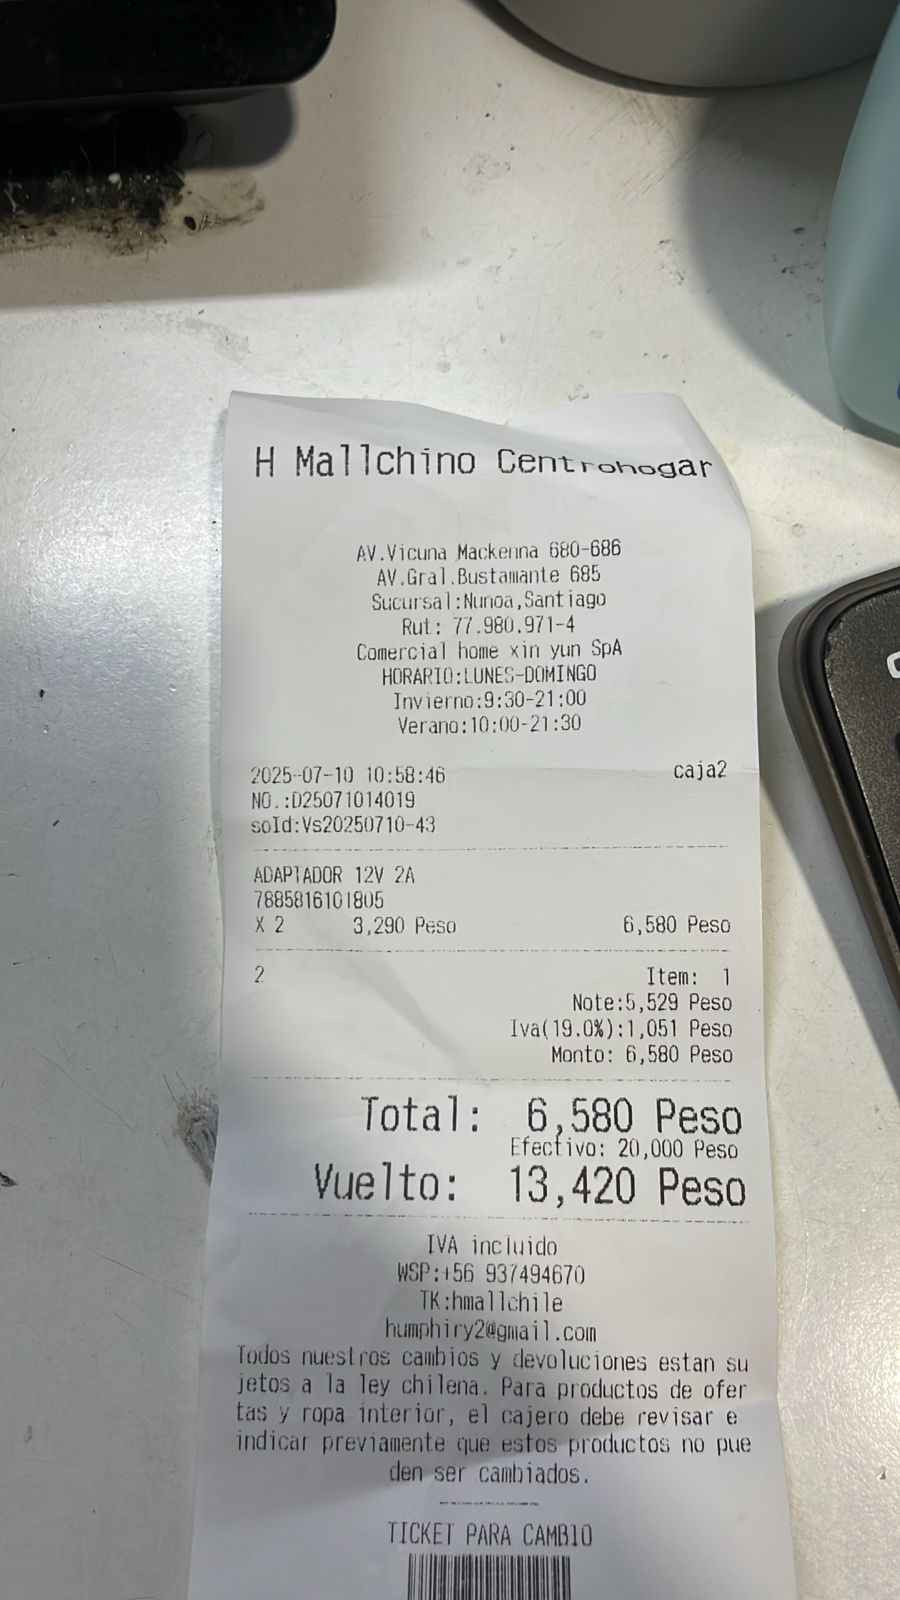 H Mallchino Centrohogar
AV.Vicuna Mackenna 680-686
AV.Gral.Bustamante 685
Sucursal:Nunoa,Santiago
Rut: 77.980.971-4
Comercial home xin yun SpA
HORARIO:LUNES-DOMINGO
Invierno:9:30-21:00
Verano:10:00-21:30
2025-07-10 10:58:46 caja2
NO.:D25071014019
soId:Vs20250710-43
ADAPTADOR 12V 2A
7885816101805
X 2 3,290 Peso 6,580 Peso
2 Item: 1
Note:5,529 Peso
Iva(19.0%):1,051 Peso
Monto: 6,580 Peso
Total: 6,580 Peso
Efectivo: 20,000 Peso
Vuelto: 13,420 Peso
IVA incluido
WSP:+56 937494670
TK:hmallchile
humphiry2@gmail.com
Todos nuestros cambios y devoluciones estan su
jetos a la ley chilena. Para productos de ofer
tas y ropa interior, el cajero debe revisar e
indicar previamente que estos productos no pue
den ser cambiados.
TICKET PARA CAMBIO